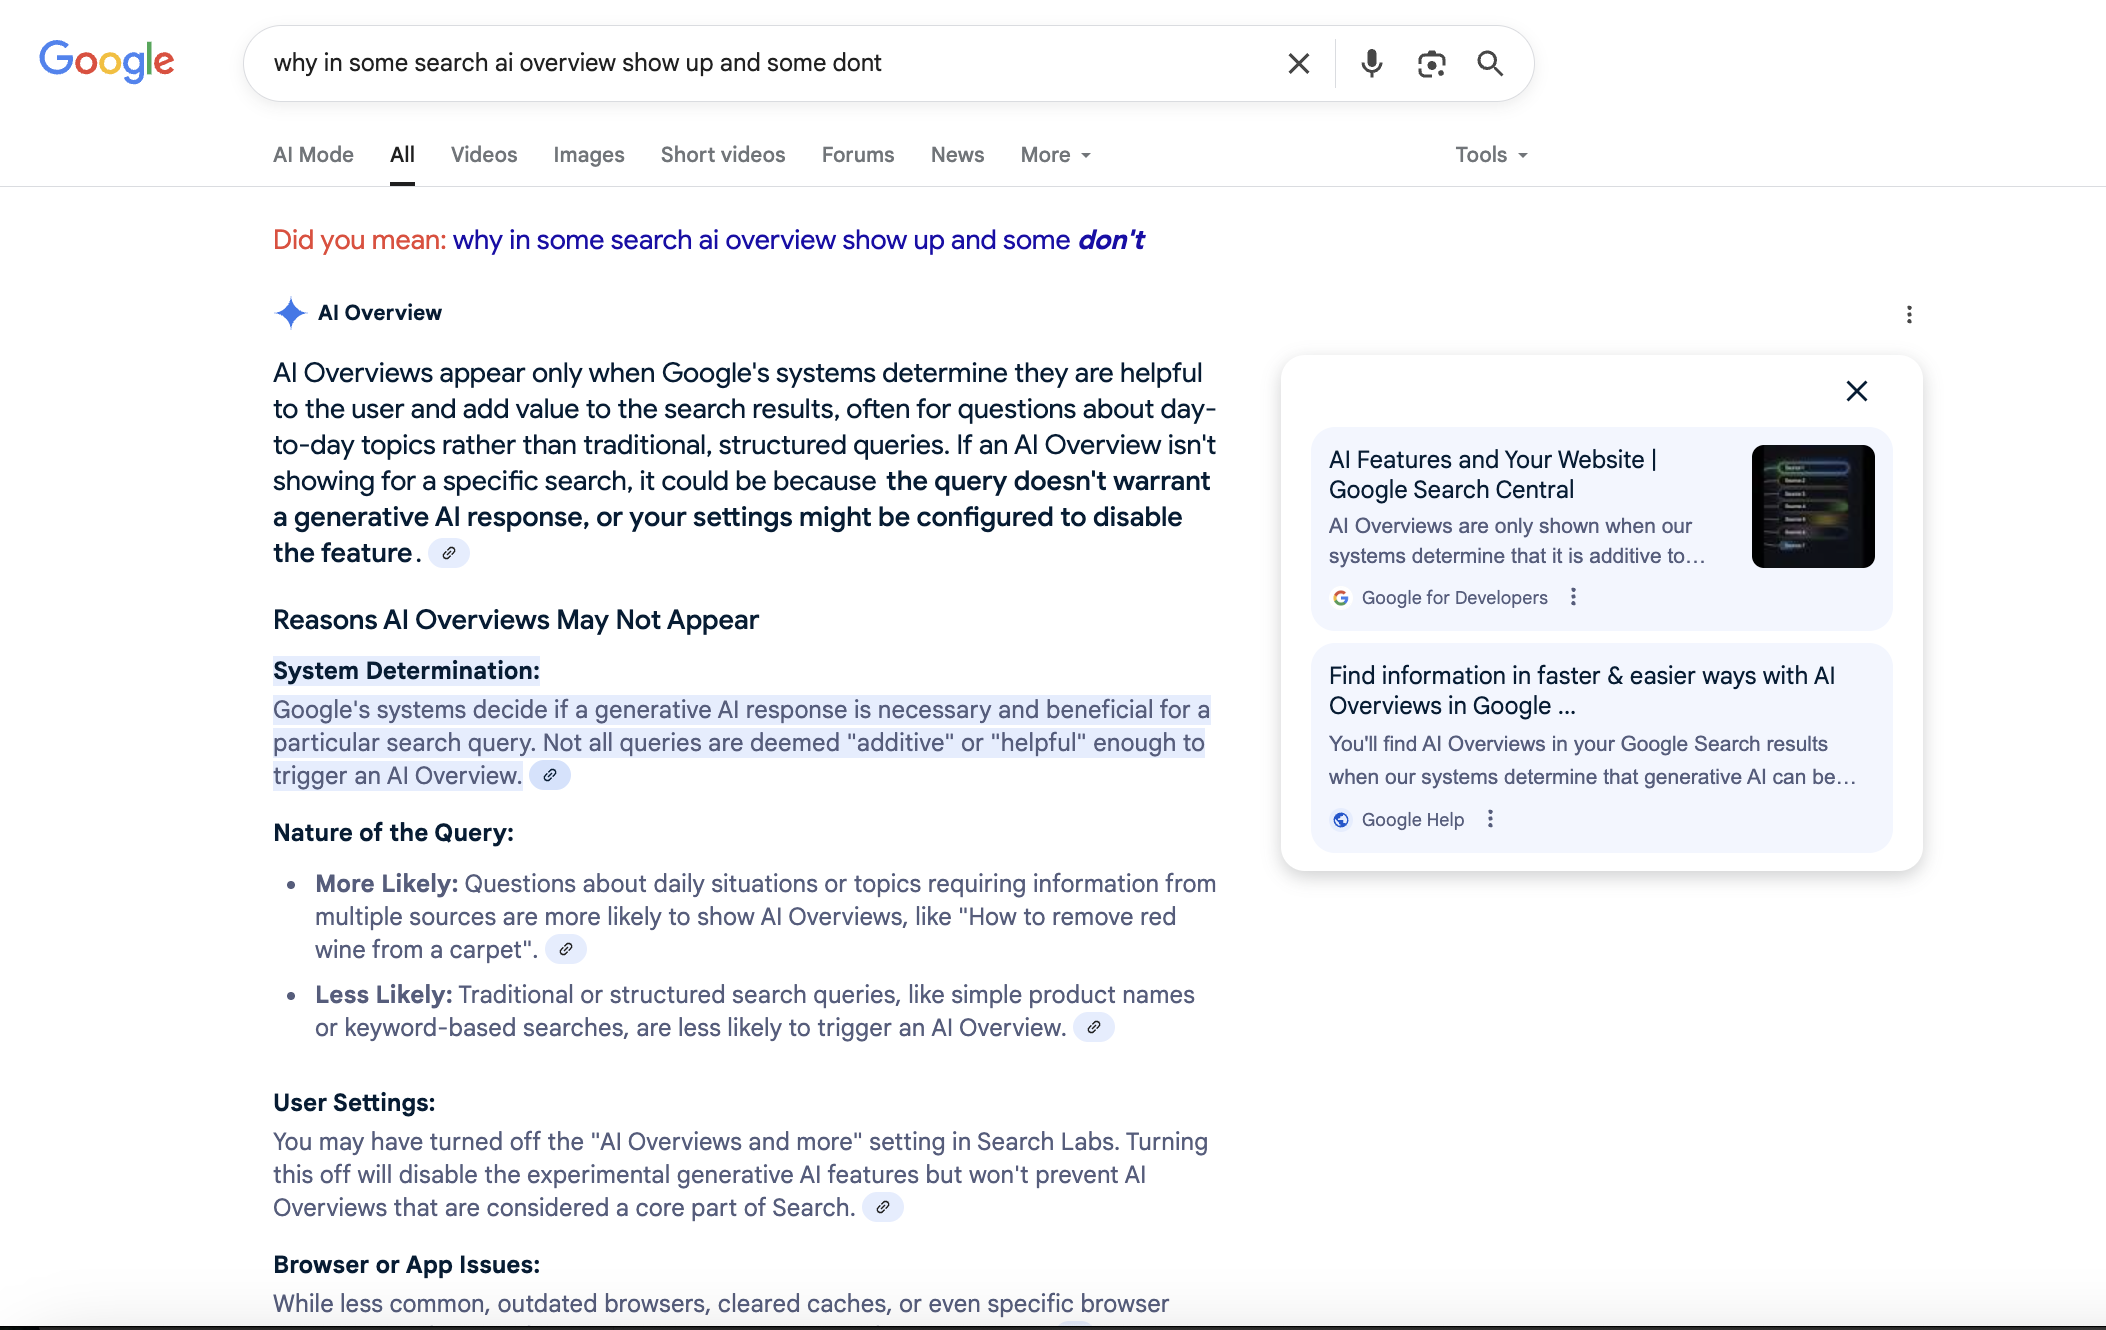 Google
why in some search ai overview show up and some dont
AI Mode
All
Videos
Images
Short videos
Forums
News
More
Tools
Did you mean: why in some search ai overview show up and some don't
AI Overview
AI Overviews appear only when Google's systems determine they are helpful
to the user and add value to the search results, often for questions about day-
to-day topics rather than traditional, structured queries. If an AI Overview isn't
showing for a specific search, it could be because the query doesn't warrant
a generative AI response, or your settings might be configured to disable
the feature.
Reasons AI Overviews May Not Appear
System Determination:
Google's systems decide if a generative AI response is necessary and beneficial for a
particular search query. Not all queries are deemed "additive" or "helpful" enough to
trigger an AI Overview.
Nature of the Query:
• More Likely: Questions about daily situations or topics requiring information from
multiple sources are more likely to show AI Overviews, like "How to remove red
wine from a carpet".
• Less Likely: Traditional or structured search queries, like simple product names
or keyword-based searches, are less likely to trigger an AI Overview.
User Settings:
You may have turned off the "AI Overviews and more" setting in Search Labs. Turning
this off will disable the experimental generative AI features but won't prevent AI
Overviews that are considered a core part of Search.
Browser or App Issues:
While less common, outdated browsers, cleared caches, or even specific browser
AI Features and Your Website |
Google Search Central
AI Overviews are only shown when our
systems determine that it is additive to...
Google for Developers
Find information in faster & easier ways with AI
Overviews in Google ...
You'll find AI Overviews in your Google Search results
when our systems determine that generative AI can be...
Google Help